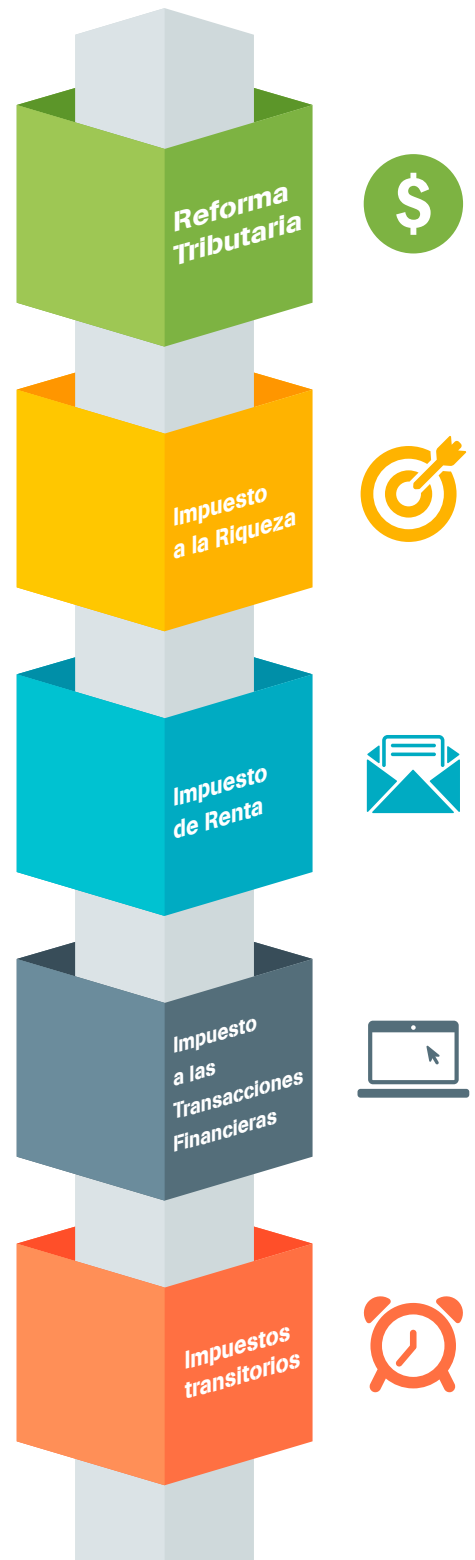 Reforma
Tributaria
Impuesto
a la Riqueza
Impuesto
de Renta
Impuesto
a las
Transacciones
Financieras
Impuestos
transitorios